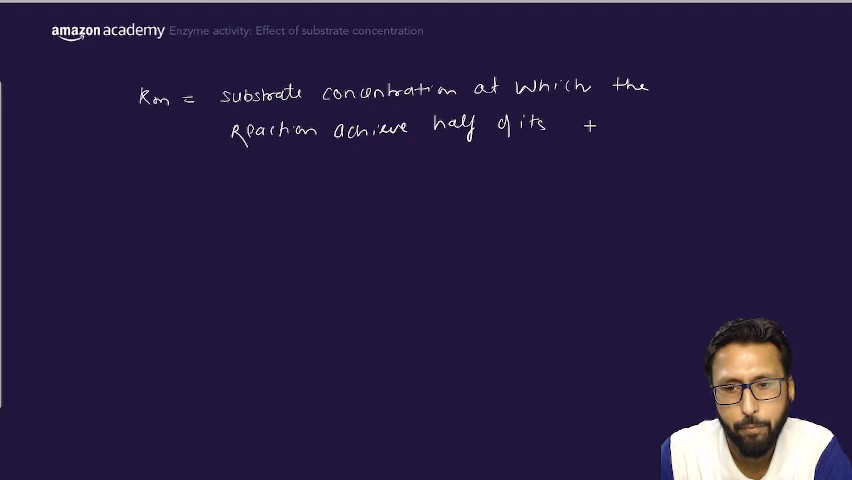 amazon academy Enzyme activity: Effect of substrate concentration
Km = substrate concentration at which the
Reaction achieve half of its